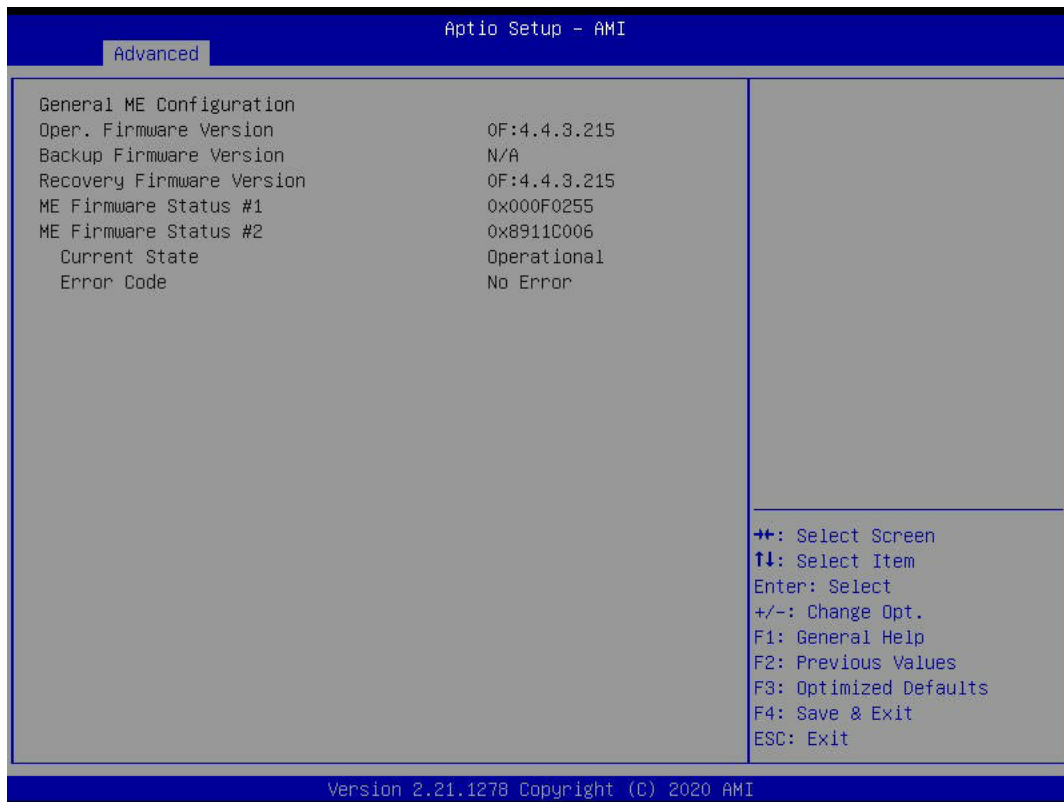 Aptio Setup – AMI
Advanced
General ME Configuration
Oper. Firmware Version 0F:4.4.3.215
Backup Firmware Version N/A
Recovery Firmware Version 0F:4.4.3.215
ME Firmware Status #1 0x000F0255
ME Firmware Status #2 0x8911C006
Current State Operational
Error Code No Error
→←: Select Screen
↑↓: Select Item
Enter: Select
+/-: Change Opt.
F1: General Help
F2: Previous Values
F3: Optimized Defaults
F4: Save & Exit
ESC: Exit
Version 2.21.1278 Copyright (C) 2020 AMI